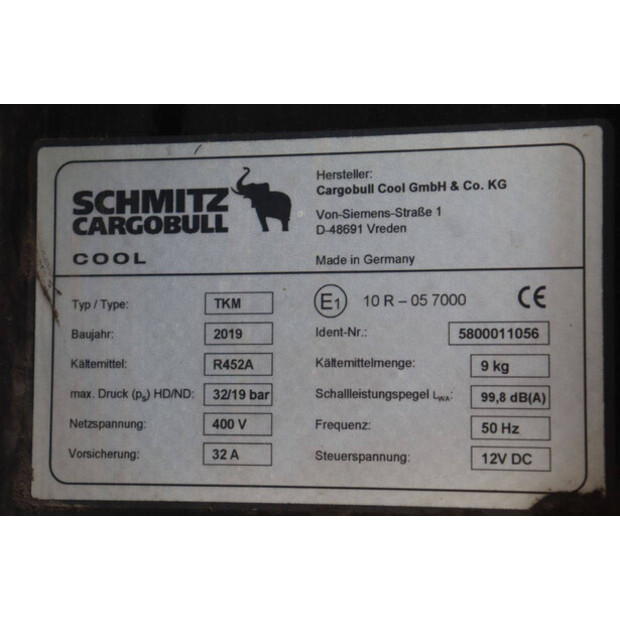 SCHMITZ
CARGOBULL
COOL
Hersteller:
Cargobull Cool GmbH & Co. KG
Von-Siemens-Straße 1
D-48691 Vreden
Made in Germany
Typ / Type: TKM
E1 10 R – 05 7000 CE
Baujahr: 2019
Ident-Nr.: 5800011056
Kältemittel: R452A
Kältemittelmenge: 9 kg
max. Druck (ps) HD/ND: 32/19 bar
Schallleistungspegel LWA: 99,8 dB(A)
Netzspannung: 400 V
Frequenz: 50 Hz
Vorsicherung: 32 A
Steuerspannung: 12V DC